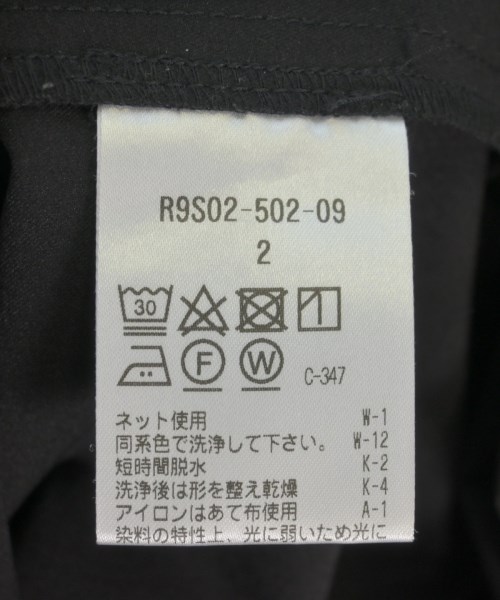 R9S02-502-09
2
30
F W C-347
ネット使用 W-1
同系色で洗浄して下さい。 W-12
短時間脱水 K-2
洗浄後は形を整え乾燥 K-4
アイロンはあて布使用 A-1
染料の特性上、光に弱いため光に